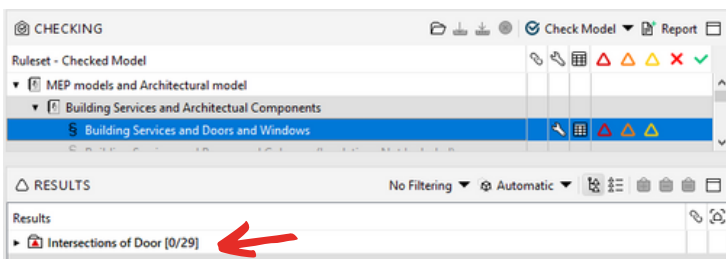 CHECKING
Check Model
Report
Ruleset - Checked Model
MEP models and Architectural model
Building Services and Architectual Components
§ Building Services and Doors and Windows
RESULTS
No Filtering
Automatic
Results
Intersections of Door [0/29]